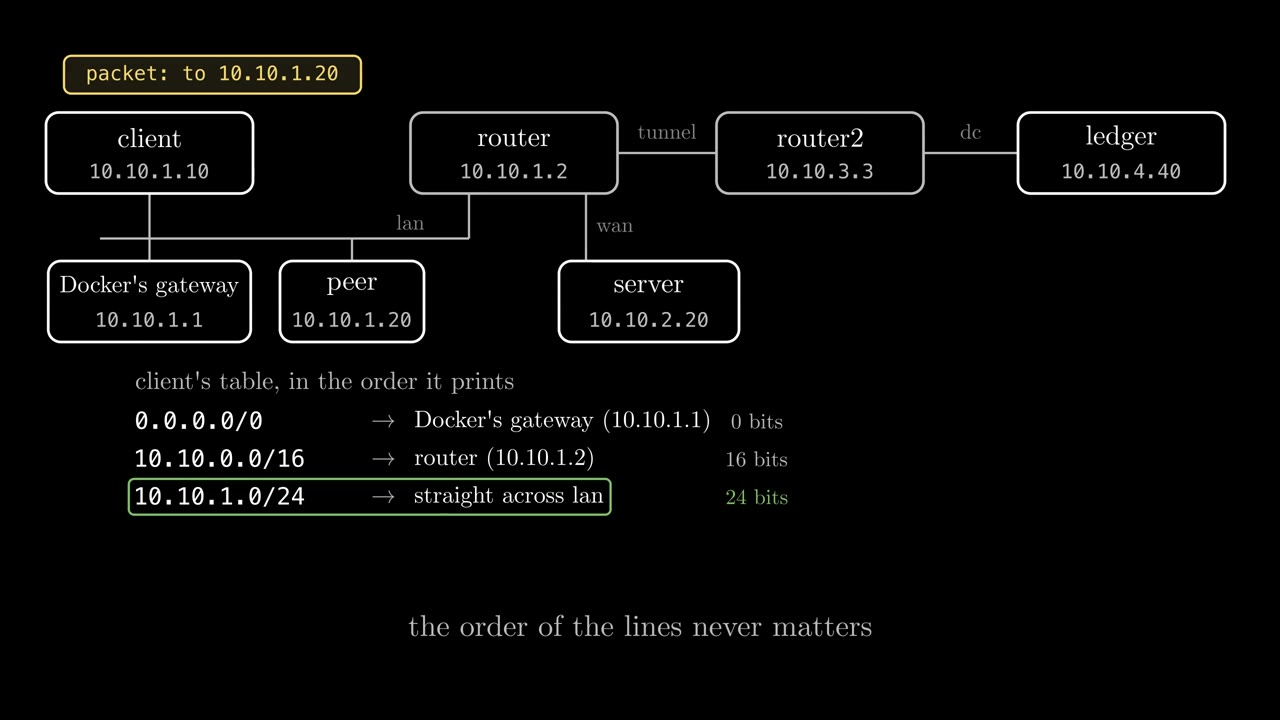 packet: to 10.10.1.20
client
10.10.1.10
router
10.10.1.2
tunnel
router2
10.10.3.3
dc
ledger
10.10.4.40
lan
wan
Docker's gateway
10.10.1.1
peer
10.10.1.20
server
10.10.2.20
client's table, in the order it prints
0.0.0.0/0 → Docker's gateway (10.10.1.1) 0 bits
10.10.0.0/16 → router (10.10.1.2) 16 bits
10.10.1.0/24 → straight across lan 24 bits
the order of the lines never matters